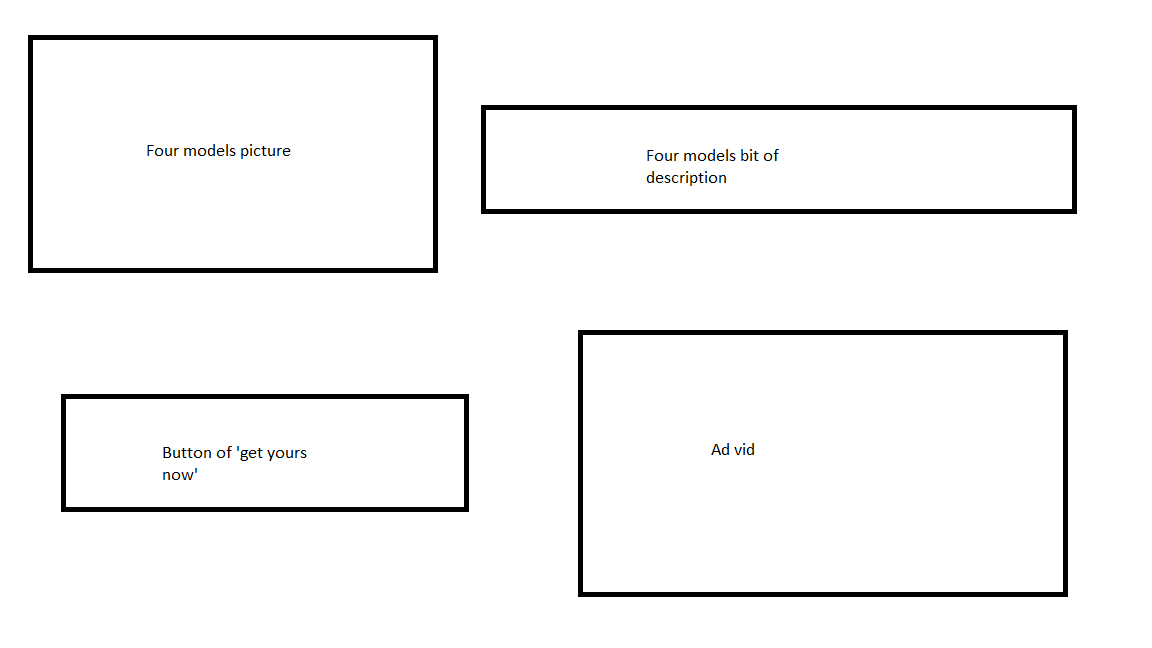 Four models picture
Four models bit of
description
Button of 'get yours
now'
Ad vid